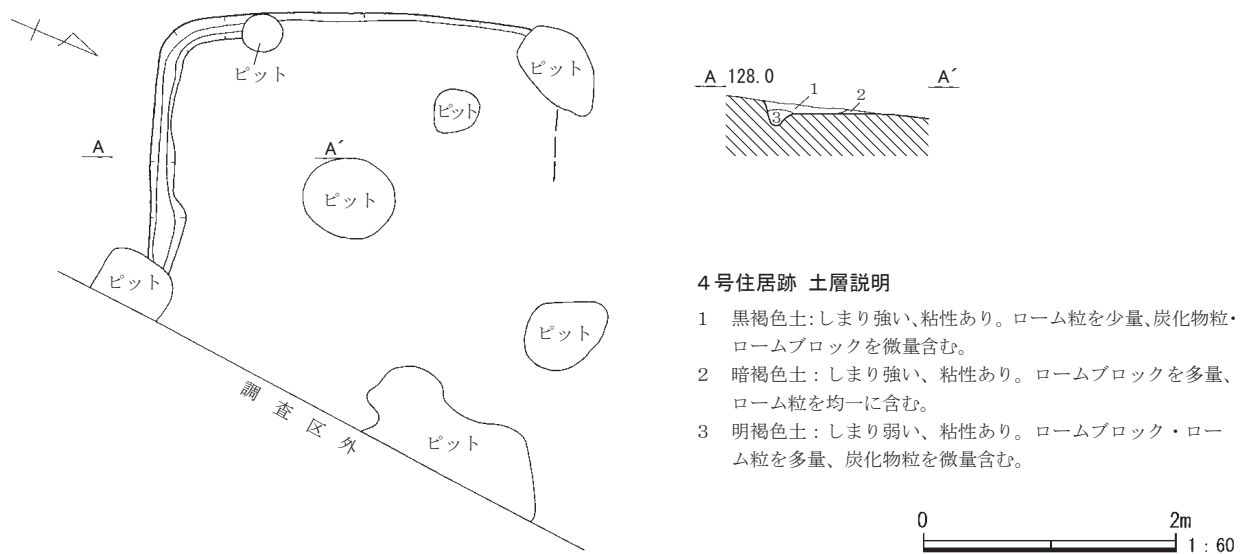 ピット
ピット
ピット
A
A´
ピット
ピット
ピット
ピット
調査区外
A 128.0
A´
1
2
3
4号住居跡 土層説明
1 黒褐色土:しまり強い、粘性あり。ローム粒を少量、炭化物粒・
ロームブロックを微量含む。
2 暗褐色土:しまり強い、粘性あり。ロームブロックを多量、
ローム粒を均一に含む。
3 明褐色土:しまり弱い、粘性あり。ロームブロック・ロー
ム粒を多量、炭化物粒を微量含む。
0 2m
1:60